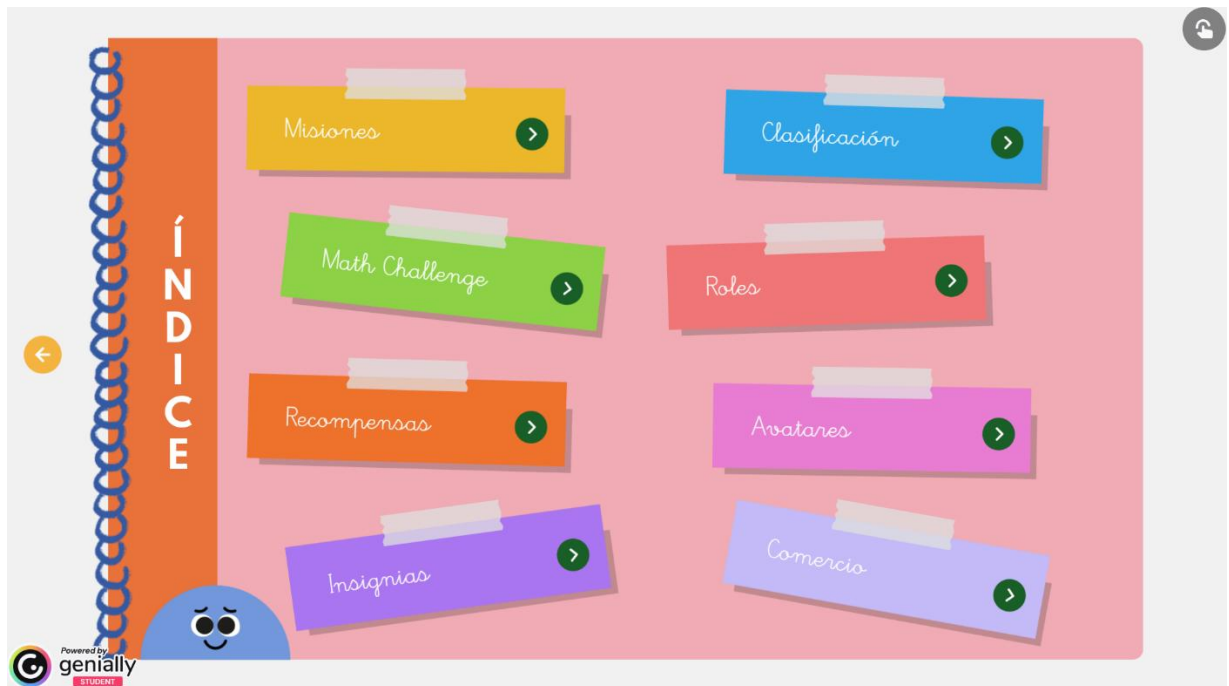 ÍNDICE
Misiones
Clasificación
Math Challenge
Roles
Recompensas
Avatares
Insignias
Comercio
Powered by
genially
STUDENT